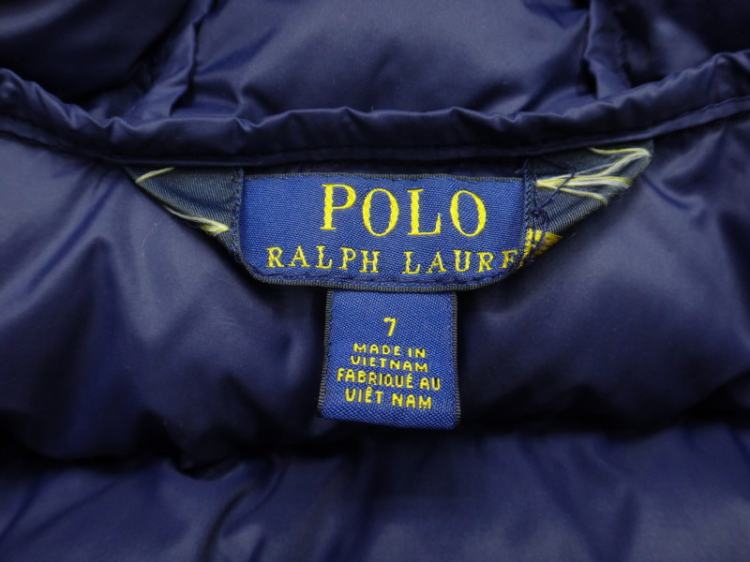 POLO
RALPH LAURE
7
MADE IN
VIETNAM
FABRIQUÉ AU
VIÊT NAM